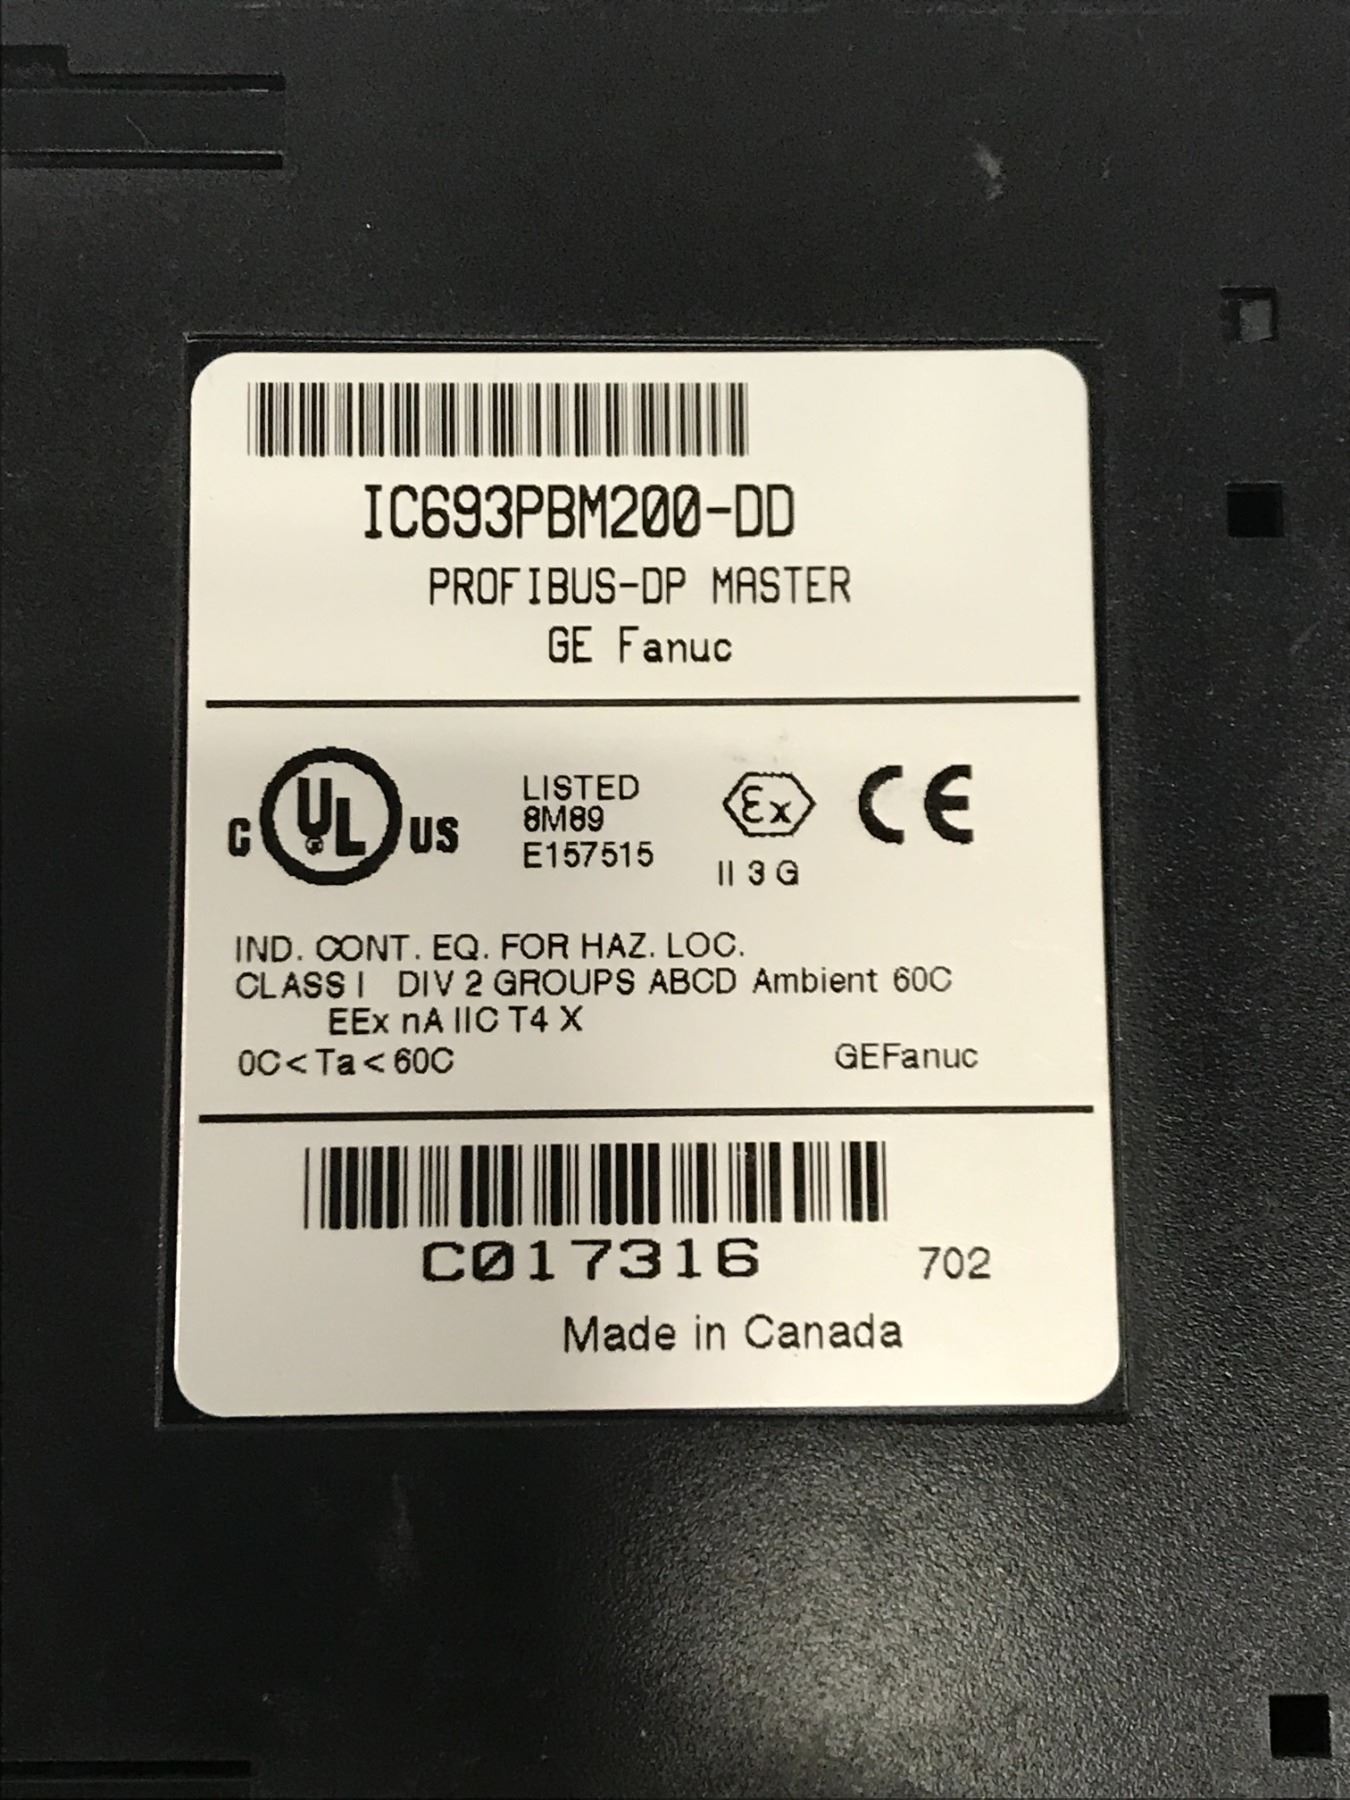 IC693PBM200-DD
PROFIBUS-DP MASTER
GE Fanuc
C UL US
LISTED
8M89
E157515
Ex
II 3 G
CE
IND. CONT. EQ. FOR HAZ. LOC.
CLASS I DIV 2 GROUPS ABCD Ambient 60C
EEx nA IIC T4 X
0C<Ta<60C GEFanuc
C017316 702
Made in Canada